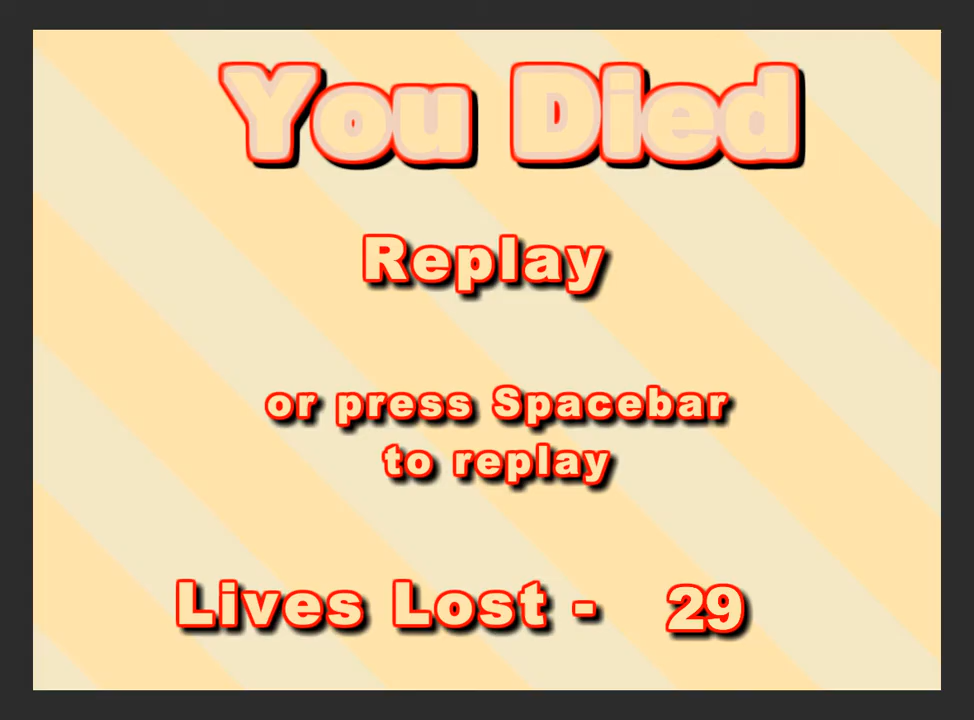 You Died
Replay
or press Spacebar
to replay
Lives Lost - 29